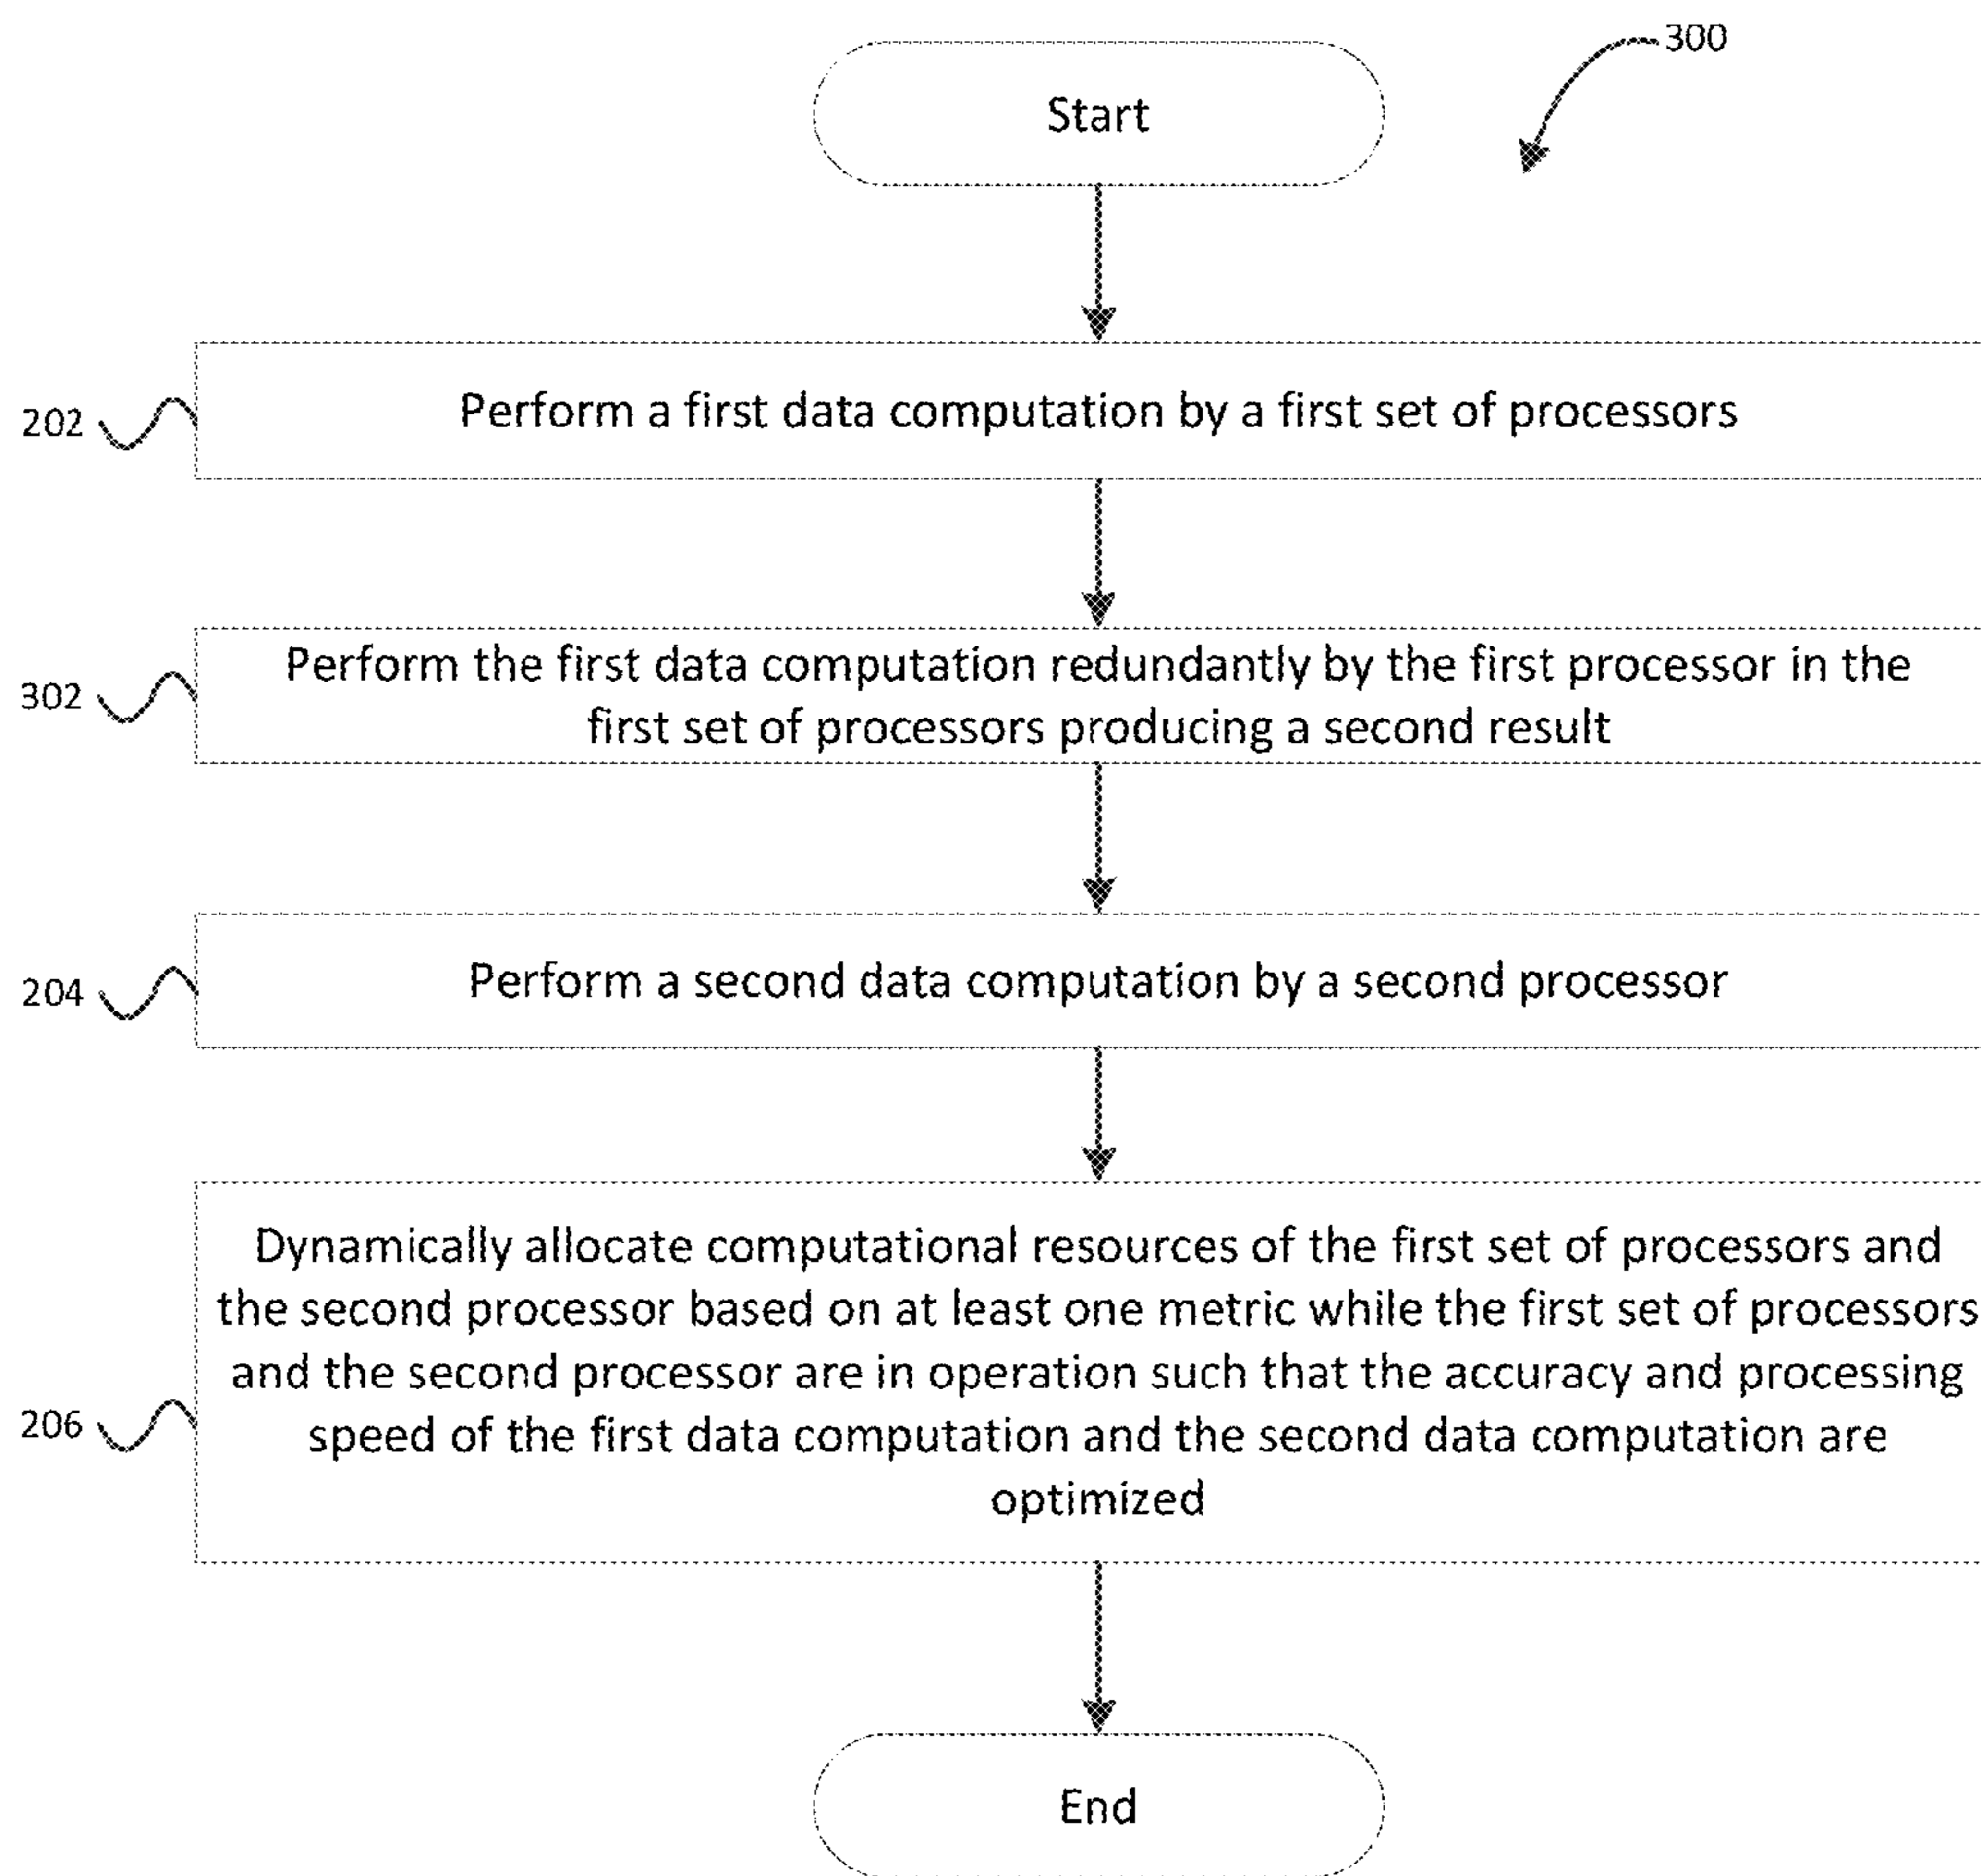 300
Start
202
Perform a first data computation by a first set of processors
302
Perform the first data computation redundantly by the first processor in the
first set of processors producing a second result
204
Perform a second data computation by a second processor
206
Dynamically allocate computational resources of the first set of processors and
the second processor based on at least one metric while the first set of processors
and the second processor are in operation such that the accuracy and processing
speed of the first data computation and the second data computation are
optimized
End